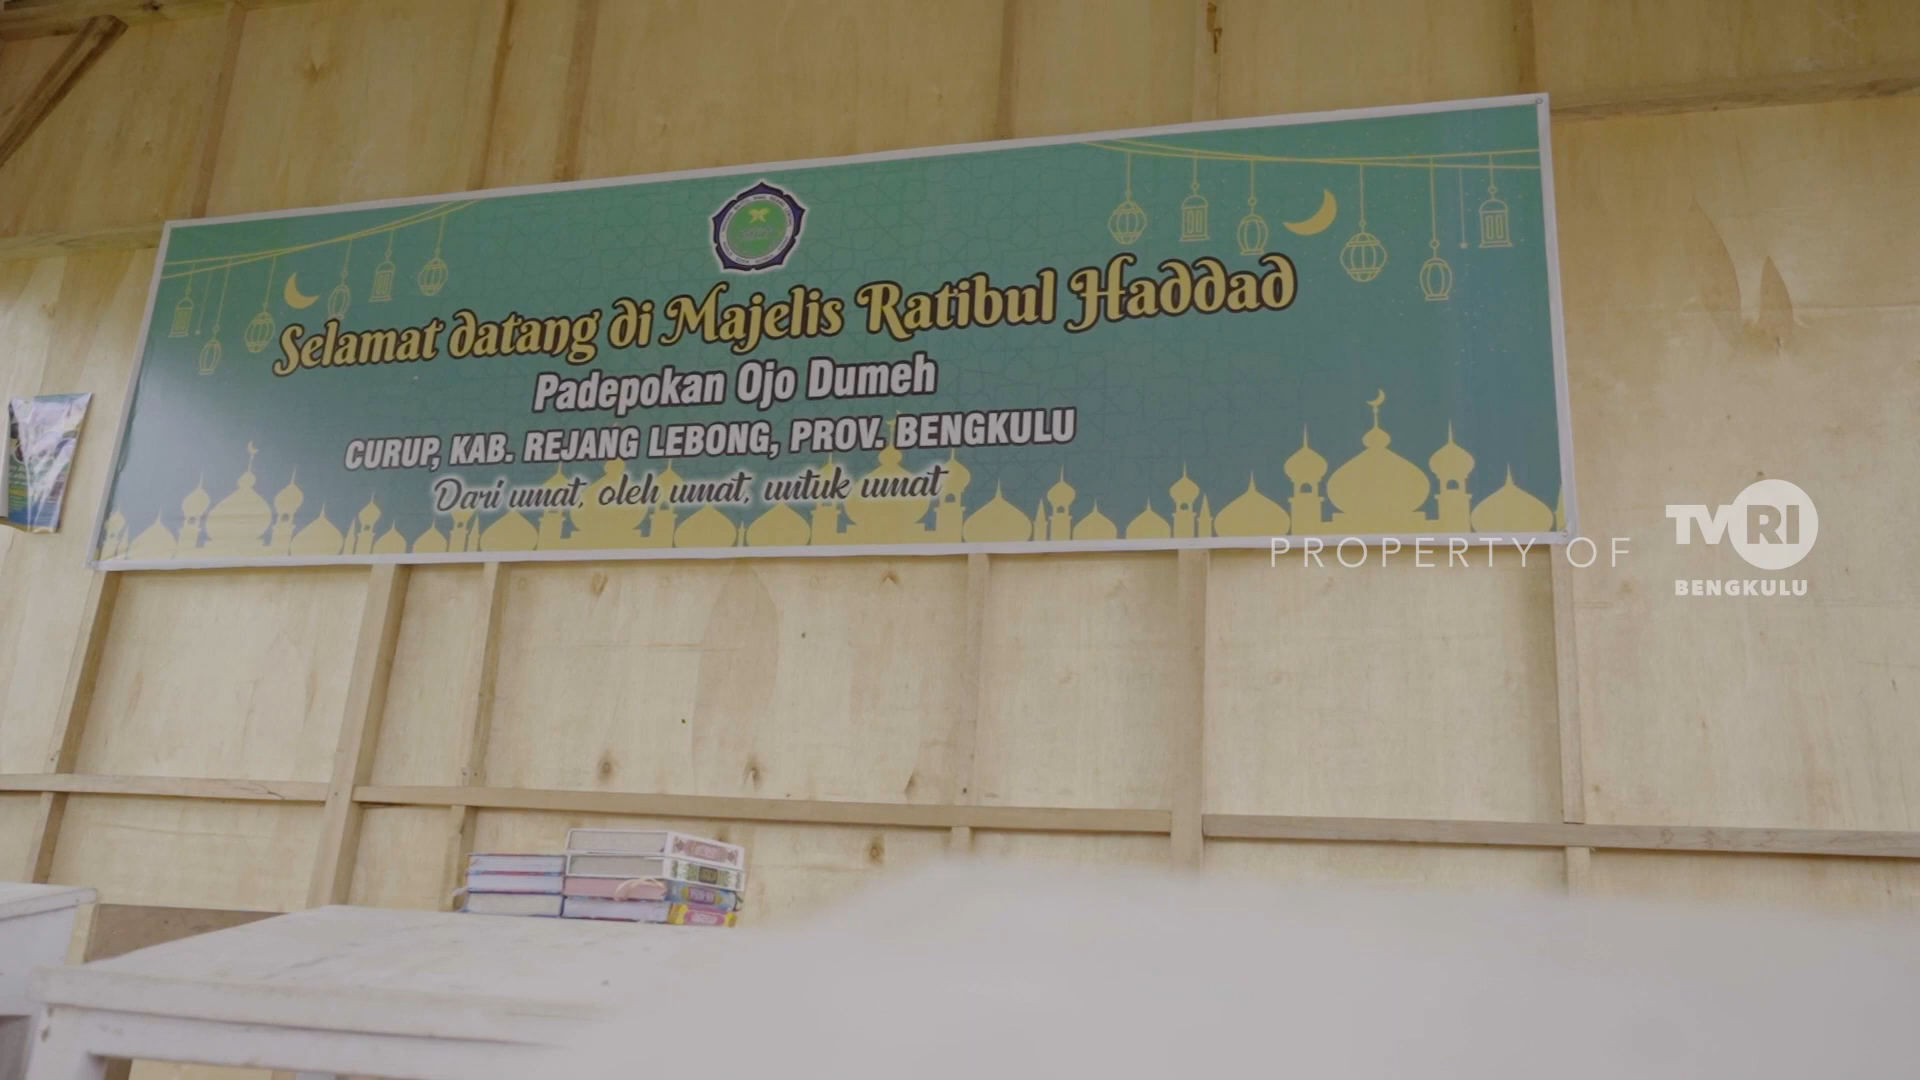 Selamat datang di Majelis Ratibul Haddad
Padepokan Ojo Dumeh
CURUP, KAB. REJANG LEBONG, PROV. BENGKULU
Dari umat, oleh umat, untuk umat
PROPERTY OF
TVRI
BENGKULU